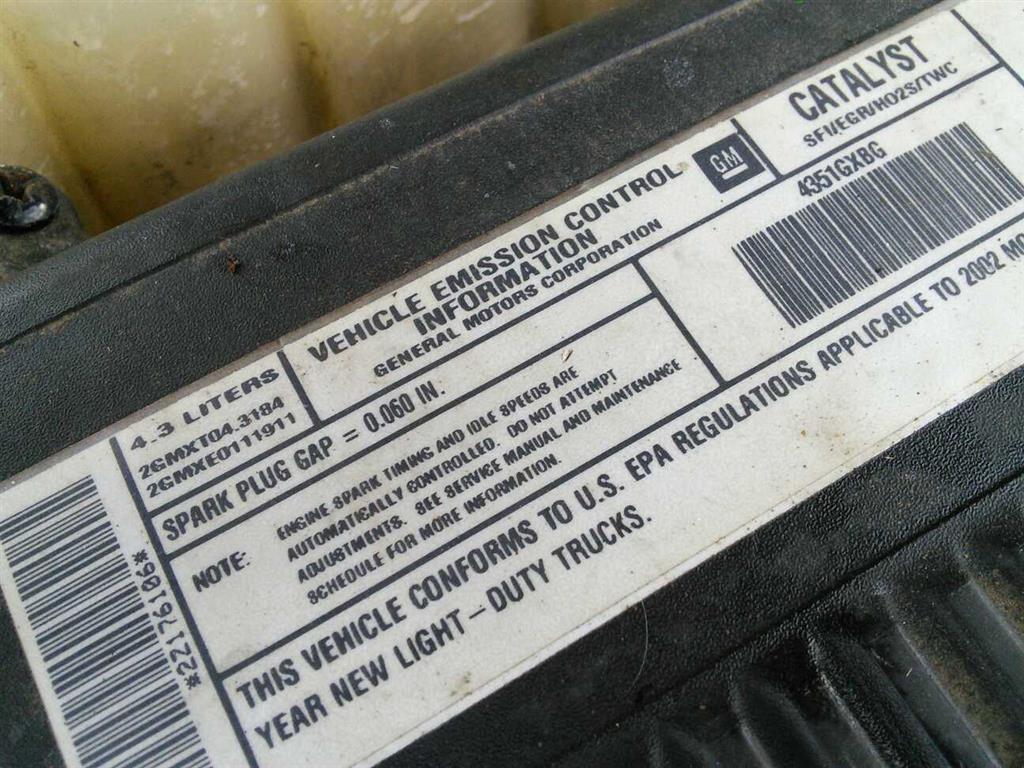 4.3 LITERS
2GMXT04.3184
2GMXE0111911
VEHICLE EMISSION CONTROL
INFORMATION
GENERAL MOTORS CORPORATION
GM
CATALYST
SFI/EGR/HO2S/TWC
4351GXBG
SPARK PLUG GAP = 0.060 IN.
NOTE: ENGINE SPARK TIMING AND IDLE SPEEDS ARE
AUTOMATICALLY CONTROLLED. DO NOT ATTEMPT
ADJUSTMENTS. SEE SERVICE MANUAL AND MAINTENANCE
SCHEDULE FOR MORE INFORMATION.
THIS VEHICLE CONFORMS TO U.S. EPA REGULATIONS APPLICABLE TO 2002 MO
YEAR NEW LIGHT-DUTY TRUCKS.
*22176106*